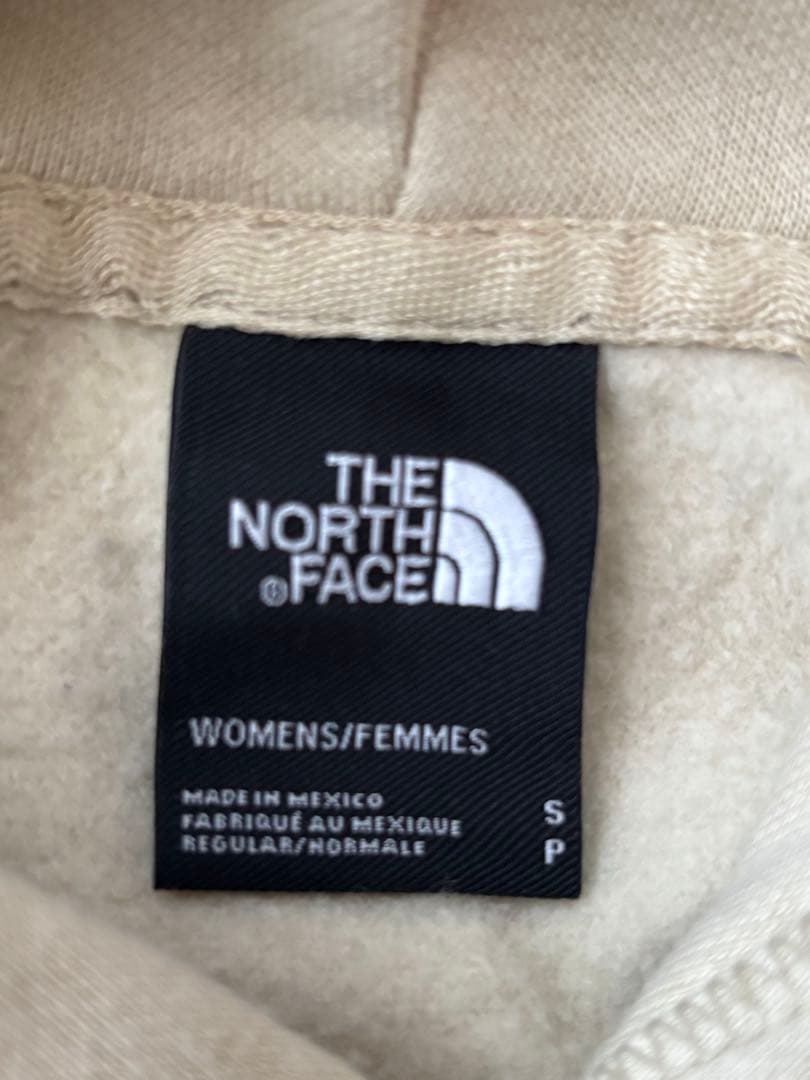 THE
NORTH
®FACE
WOMENS/FEMMES
MADE IN MEXICO
FABRIQUÉ AU MEXIQUE
REGULAR/NORMALE
S
P